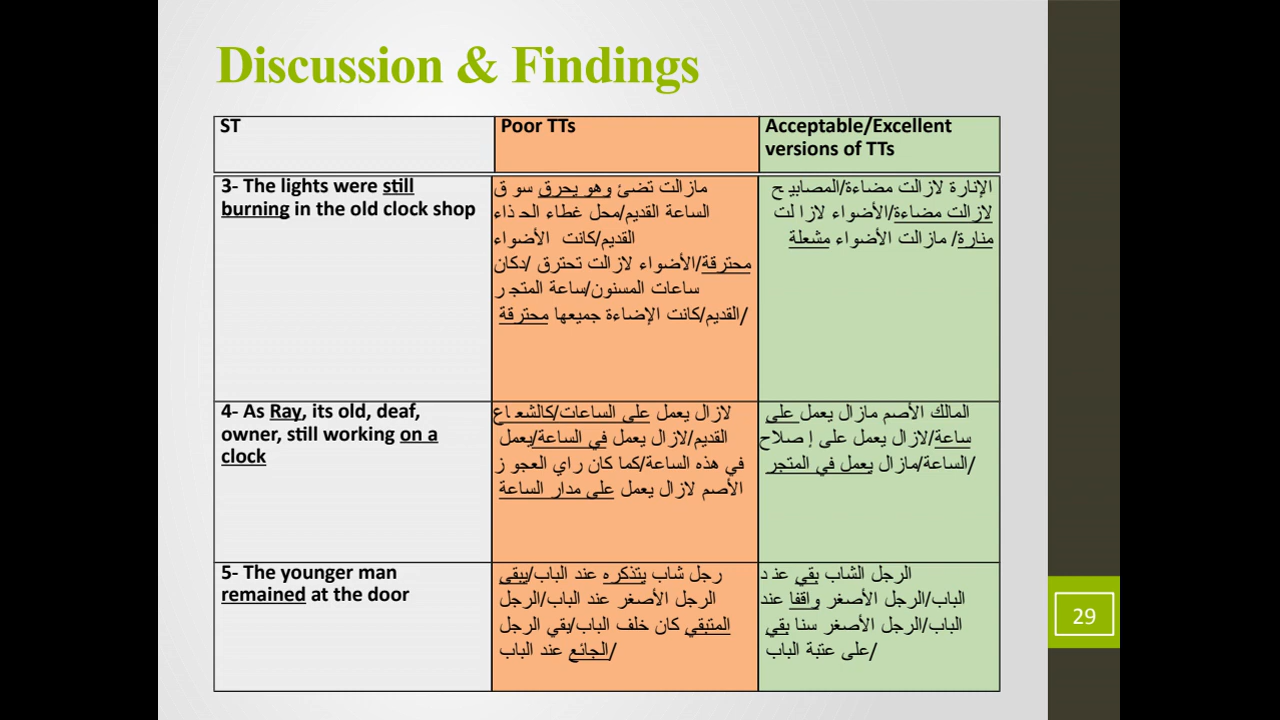 Discussion & Findings
ST
Poor TTs
Acceptable/Excellent
versions of TTs
3- The lights were still
burning in the old clock shop
مازالت تضئ وهو يحرق سوق
الساعة القديم/محل غطاء الحذاء
القديم/كانت الأضواء
محترقة/الأضواء لازالت تحترق /دكان
ساعات المسنون/ساعة المتجر
القديم/كانت الإضاءة جميعها محترقة/
الإنارة لازالت مضاءة/المصابيح
لازالت مضاءة/الأضواء لازالت
منارة/ مازالت الأضواء مشعلة
4- As Ray, its old, deaf,
owner, still working on a
clock
لازال يعمل على الساعات/كالشعاع
القديم/لازال يعمل في الساعة/يعمل
في هذه الساعة/كما كان راي العجوز
الأصم لازال يعمل على مدار الساعة
المالك الأصم مازال يعمل على
ساعة/لازال يعمل على إصلاح
الساعة/مازال يعمل في المتجر/
5- The younger man
remained at the door
رجل شاب يتذكره عند الباب/يبقى
الرجل الأصغر عند الباب/الرجل
المتبقي كان خلف الباب/بقي الرجل
الجائع عند الباب/
الرجل الشاب بقي عند
الباب/الرجل الأصغر واقفا عند
الباب/الرجل الأصغر سنا بقي
على عتبة الباب/
29